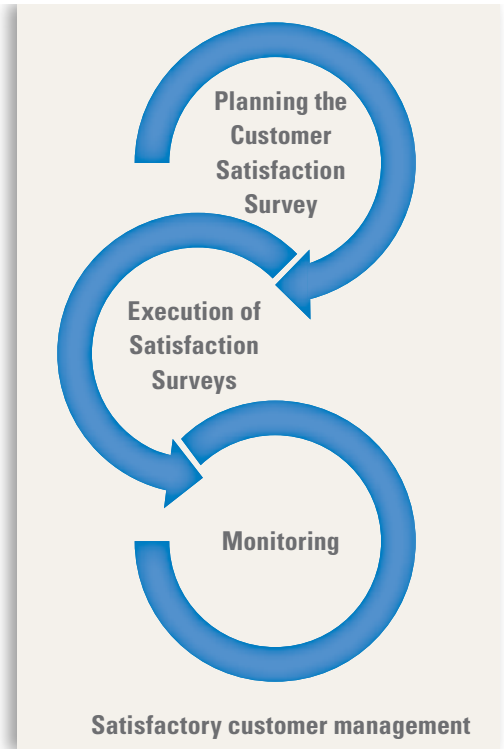 Planning the
Customer
Satisfaction
Survey
Execution of
Satisfaction
Surveys
Monitoring
Satisfactory customer management